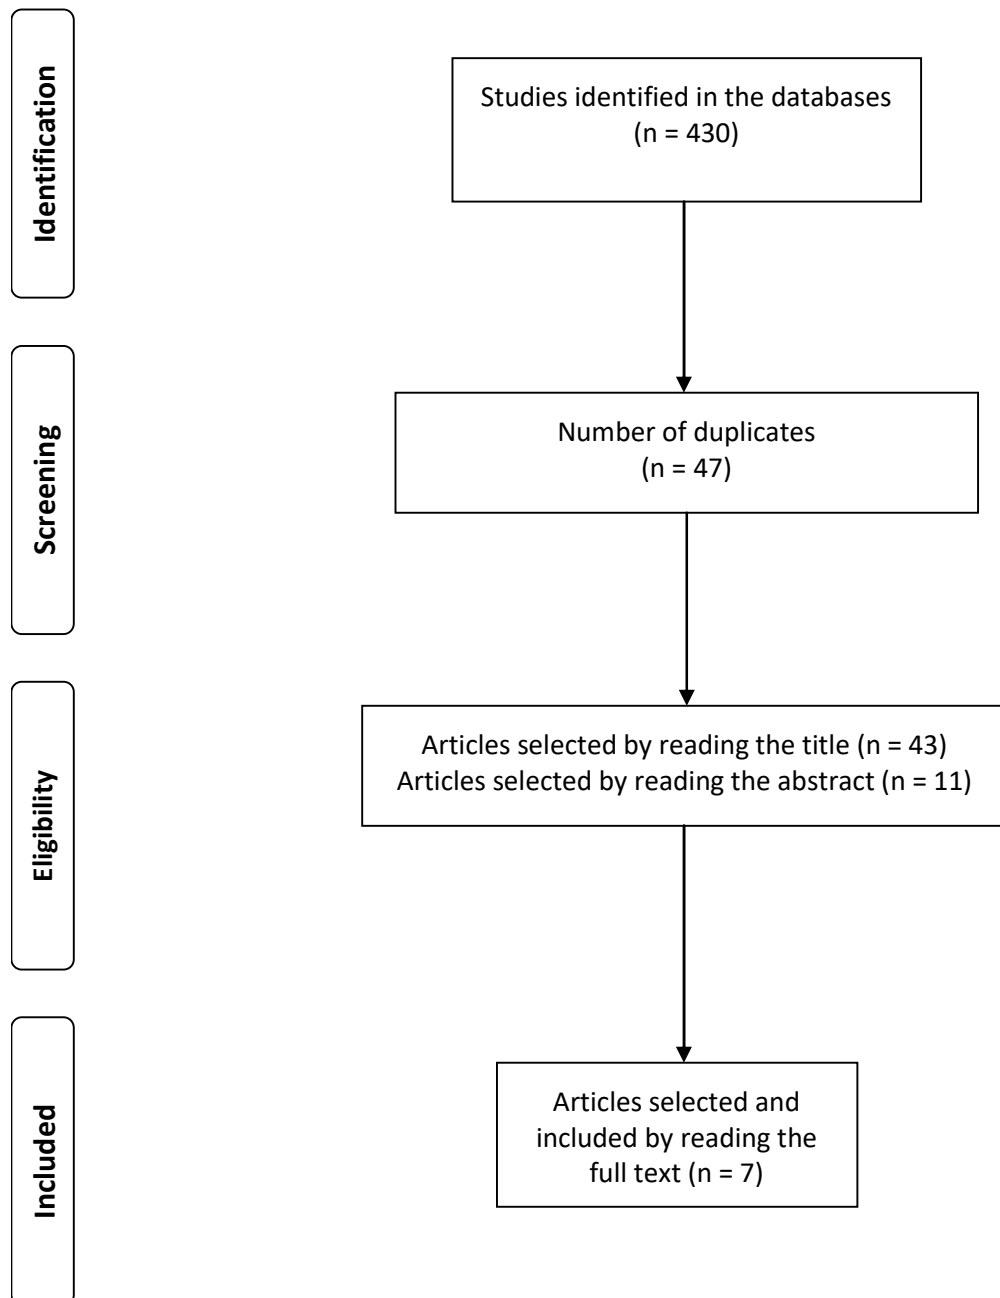 Identification
Studies identified in the databases
(n = 430)
Screening
Number of duplicates
(n = 47)
Eligibility
Articles selected by reading the title (n = 43)
Articles selected by reading the abstract (n = 11)
Included
Articles selected and
included by reading the
full text (n = 7)